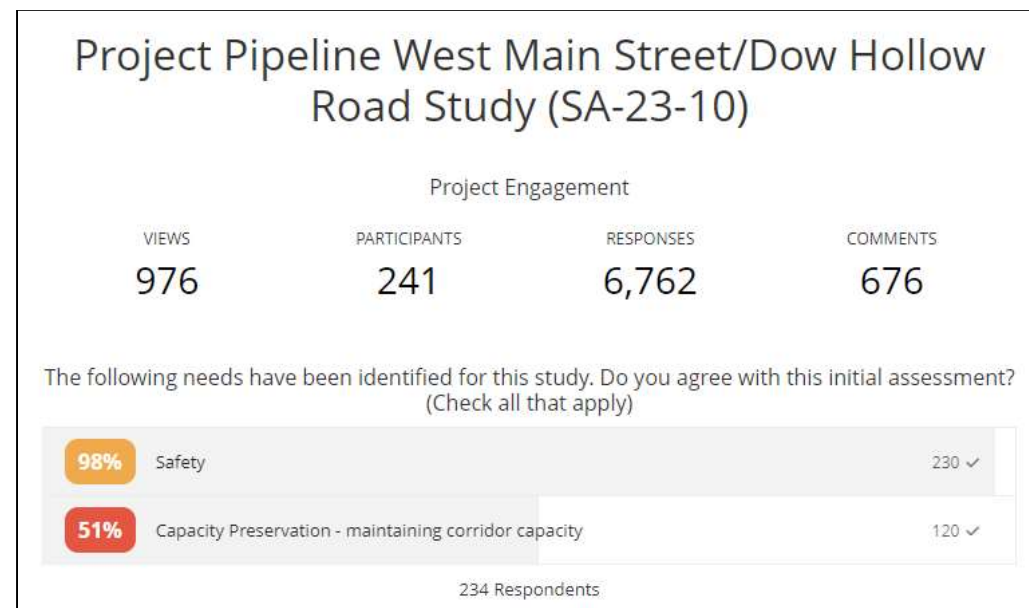 Project Pipeline West Main Street/Dow Hollow
Road Study (SA-23-10)
Project Engagement
VIEWS PARTICIPANTS RESPONSES COMMENTS
976 241 6,762 676
The following needs have been identified for this study. Do you agree with this initial assessment?
(Check all that apply)
98% Safety 230 ✓
51% Capacity Preservation - maintaining corridor capacity 120 ✓
234 Respondents